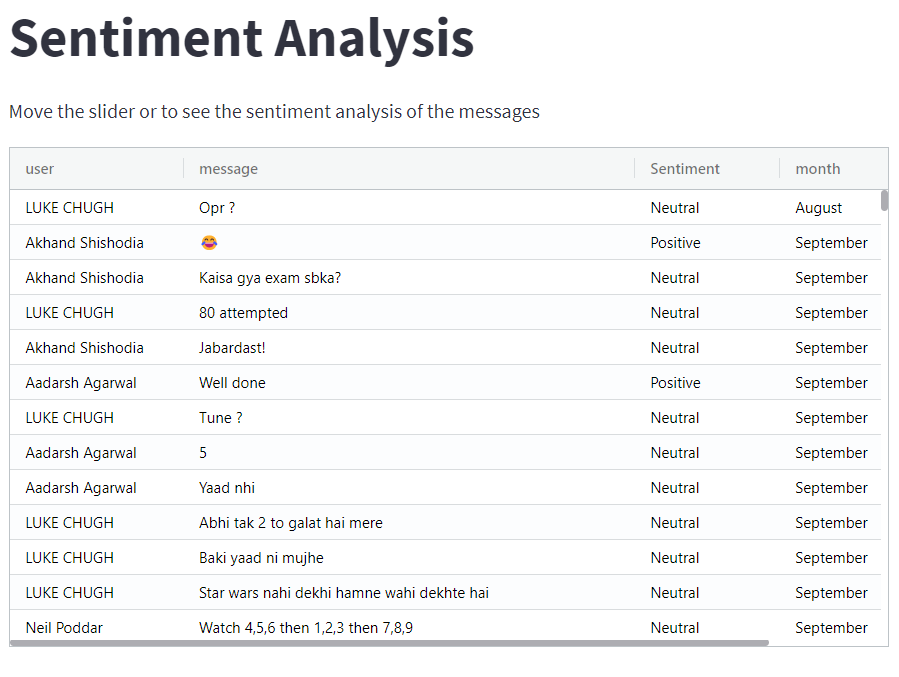 Sentiment Analysis
Move the slider or to see the sentiment analysis of the messages
user message Sentiment month
LUKE CHUGH Opr ? Neutral August
Akhand Shishodia 😂 Positive September
Akhand Shishodia Kaisa gya exam sbka? Neutral September
LUKE CHUGH 80 attempted Neutral September
Akhand Shishodia Jabardast! Neutral September
Aadarsh Agarwal Well done Positive September
LUKE CHUGH Tune ? Neutral September
Aadarsh Agarwal 5 Neutral September
Aadarsh Agarwal Yaad nhi Neutral September
LUKE CHUGH Abhi tak 2 to galat hai mere Neutral September
LUKE CHUGH Baki yaad ni mujhe Neutral September
LUKE CHUGH Star wars nahi dekhi hamne wahi dekhte hai Neutral September
Neil Poddar Watch 4,5,6 then 1,2,3 then 7,8,9 Neutral September